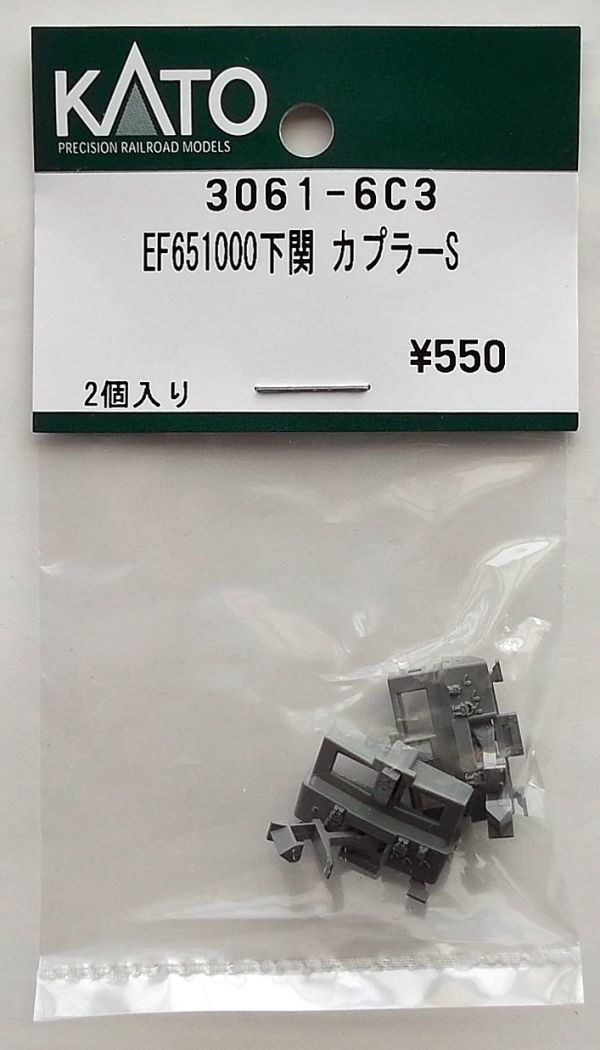 KATO
PRECISION RAILROAD MODELS
3061-6C3
EF651000下関 カプラーS
¥550
2個入り